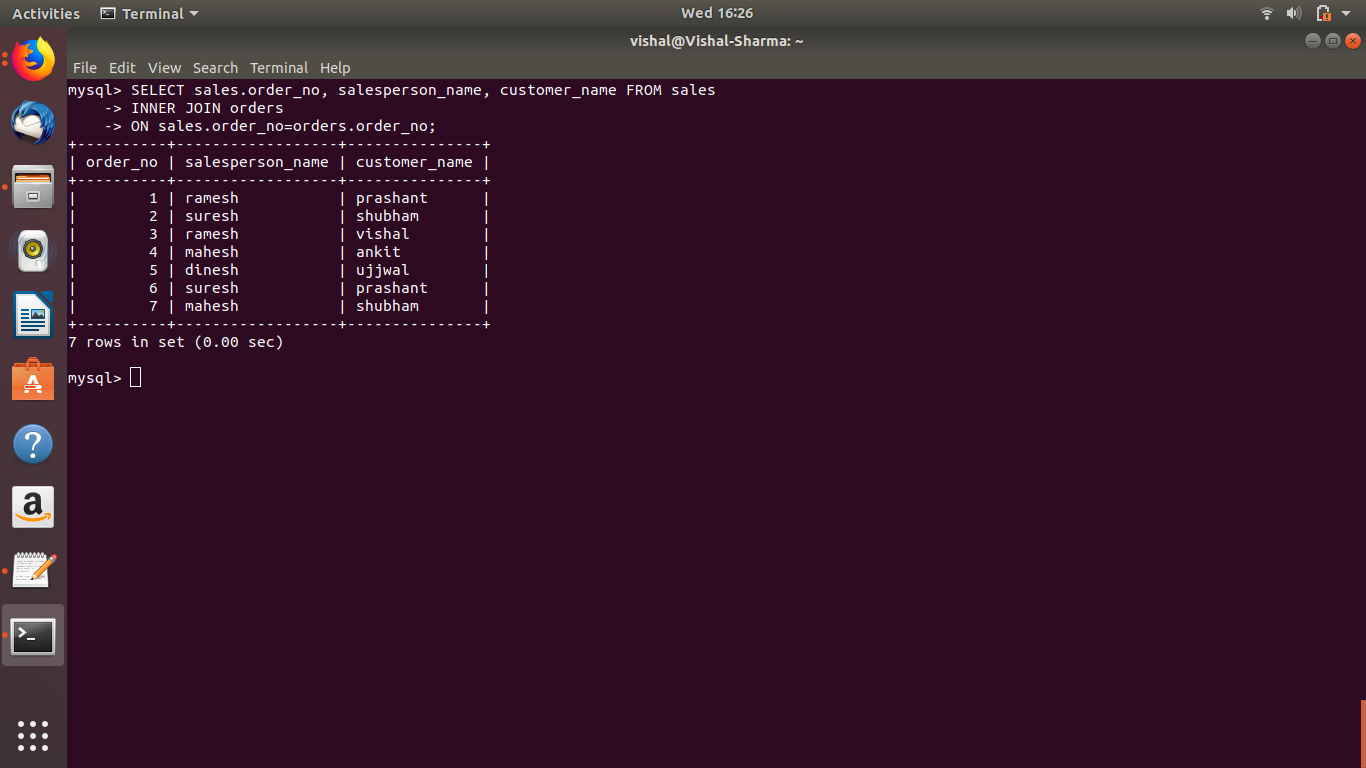 Activities Terminal Wed 16:26
vishal@Vishal-Sharma: ~
File Edit View Search Terminal Help
mysql> SELECT sales.order_no, salesperson_name, customer_name FROM sales
    -> INNER JOIN orders
    -> ON sales.order_no=orders.order_no;
+----------+------------------+---------------+
| order_no | salesperson_name | customer_name |
+----------+------------------+---------------+
|        1 | ramesh           | prashant      |
|        2 | suresh           | shubham       |
|        3 | ramesh           | vishal        |
|        4 | mahesh           | ankit         |
|        5 | dinesh           | ujjwal        |
|        6 | suresh           | prashant      |
|        7 | mahesh           | shubham       |
+----------+------------------+---------------+
7 rows in set (0.00 sec)
mysql>